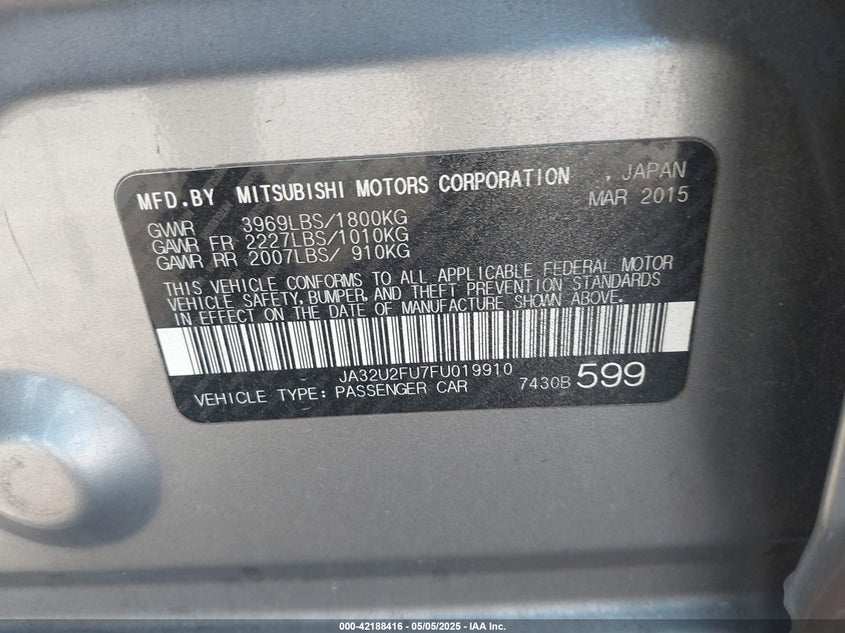 MFD.BY MITSUBISHI MOTORS CORPORATION , JAPAN
MAR 2015
GVWR 3969LBS/1800KG
GAWR FR 2227LBS/1010KG
GAWR RR 2007LBS/ 910KG
THIS VEHICLE CONFORMS TO ALL APPLICABLE FEDERAL MOTOR
VEHICLE SAFETY, BUMPER, AND THEFT PREVENTION STANDARDS
IN EFFECT ON THE DATE OF MANUFACTURE SHOWN ABOVE.
JA32U2FU7FU019910
VEHICLE TYPE: PASSENGER CAR 7430B 599
000-42188416 - 05/05/2025 - IAA Inc.